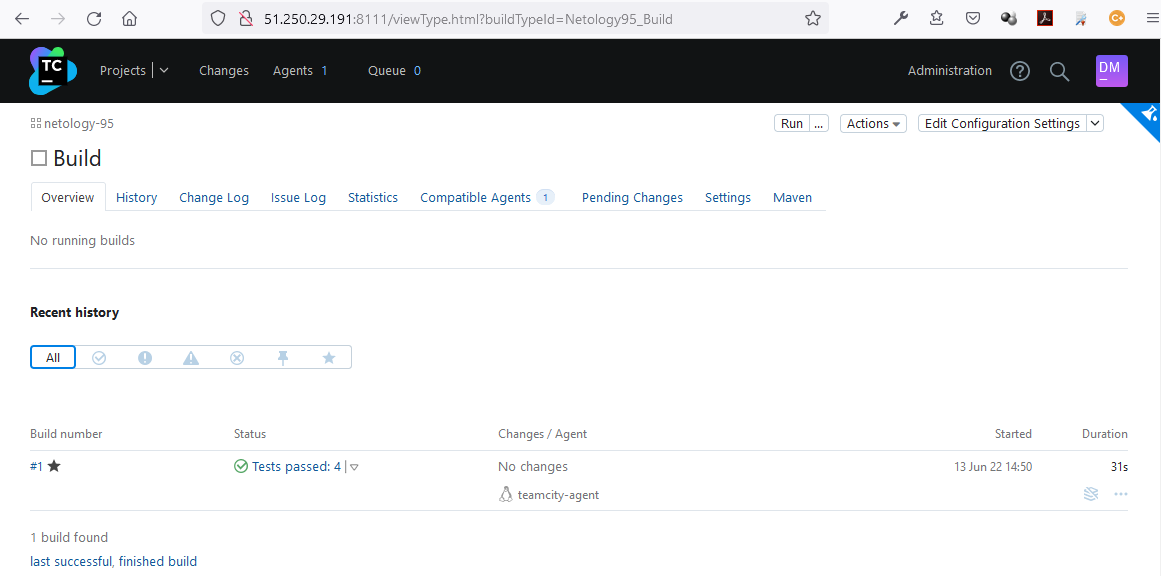 51.250.29.191:8111/viewType.html?buildTypeId=Netology95_Build
TC Projects Changes Agents 1 Queue 0 Administration DM
netology-95 Run ... Actions Edit Configuration Settings
Build
Overview History Change Log Issue Log Statistics Compatible Agents 1 Pending Changes Settings Maven
No running builds
Recent history
All
Build number Status Changes / Agent Started Duration
#1 Tests passed: 4 No changes 13 Jun 22 14:50 31s
teamcity-agent
1 build found
last successful, finished build